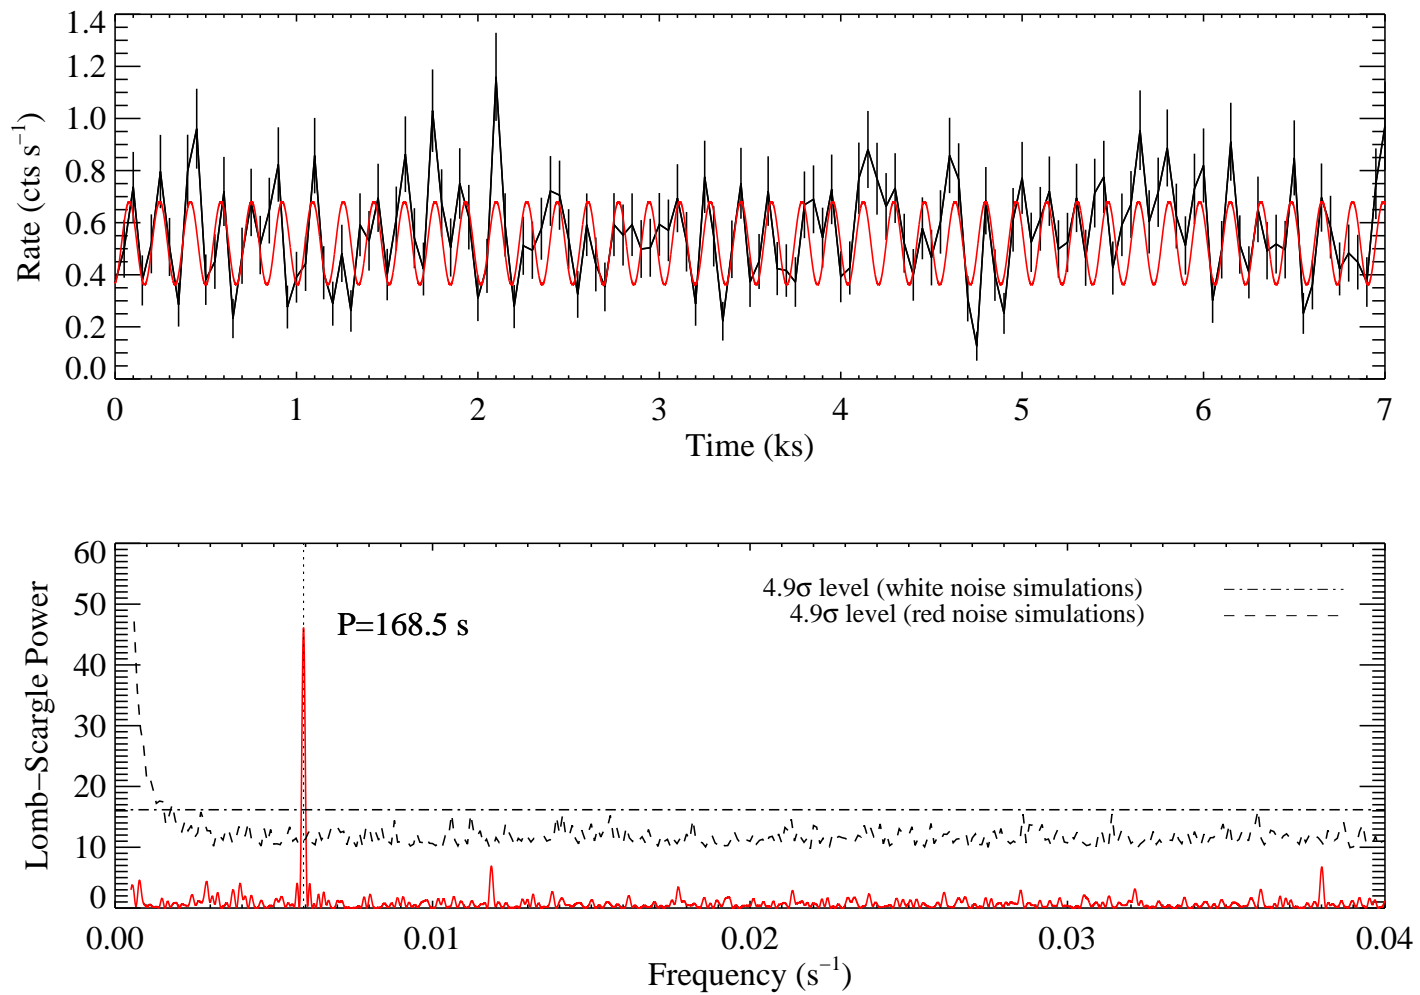 1.4
1.2
1.0
0.8
0.6
0.4
0.2
0.0
Rate (cts s⁻¹)
0 1 2 3 4 5 6 7
Time (ks)
60
50
40
30
20
10
0
Lomb−Scargle Power
4.9σ level (white noise simulations)
4.9σ level (red noise simulations)
P=168.5 s
0.00 0.01 0.02 0.03 0.04
Frequency (s⁻¹)